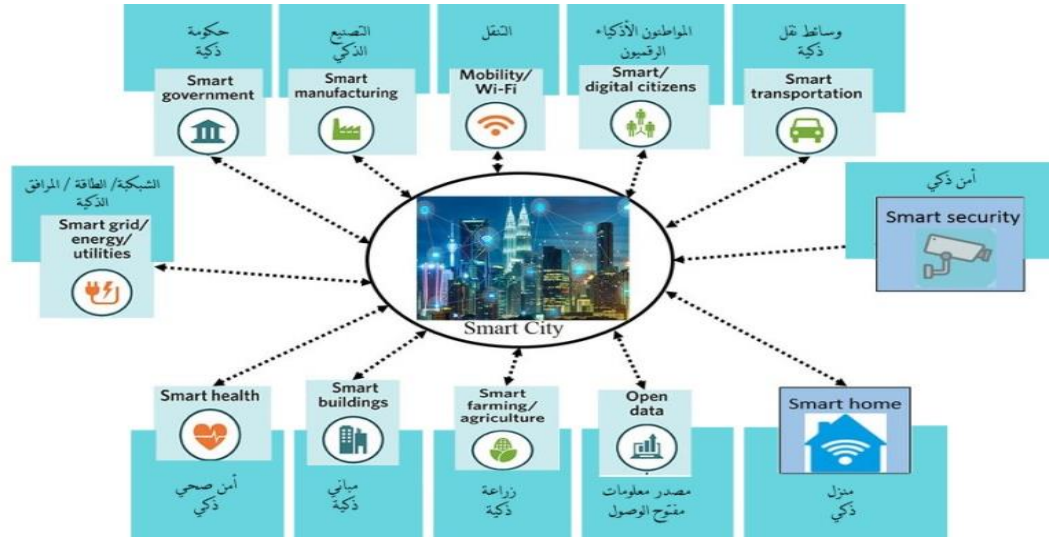 حكومة
ذكية
Smart
government
التصنيع
الذكي
Smart
manufacturing
التنقل
Mobility/
Wi-Fi
المواطنون الأذكياء
الرقميون
Smart/
digital citizens
وسائط نقل
ذكية
Smart
transportation
الشبكية/ الطاقة / المرافق
الذكية
Smart grid/
energy/
utilities
أمن ذكي
Smart security
Smart City
Smart health
أمن صحي
ذكي
Smart
buildings
مباني
ذكية
Smart
farming/
agriculture
زراعة
ذكية
Open
data
مصدر معلومات
مفتوح الوصول
Smart home
منزل
ذكي